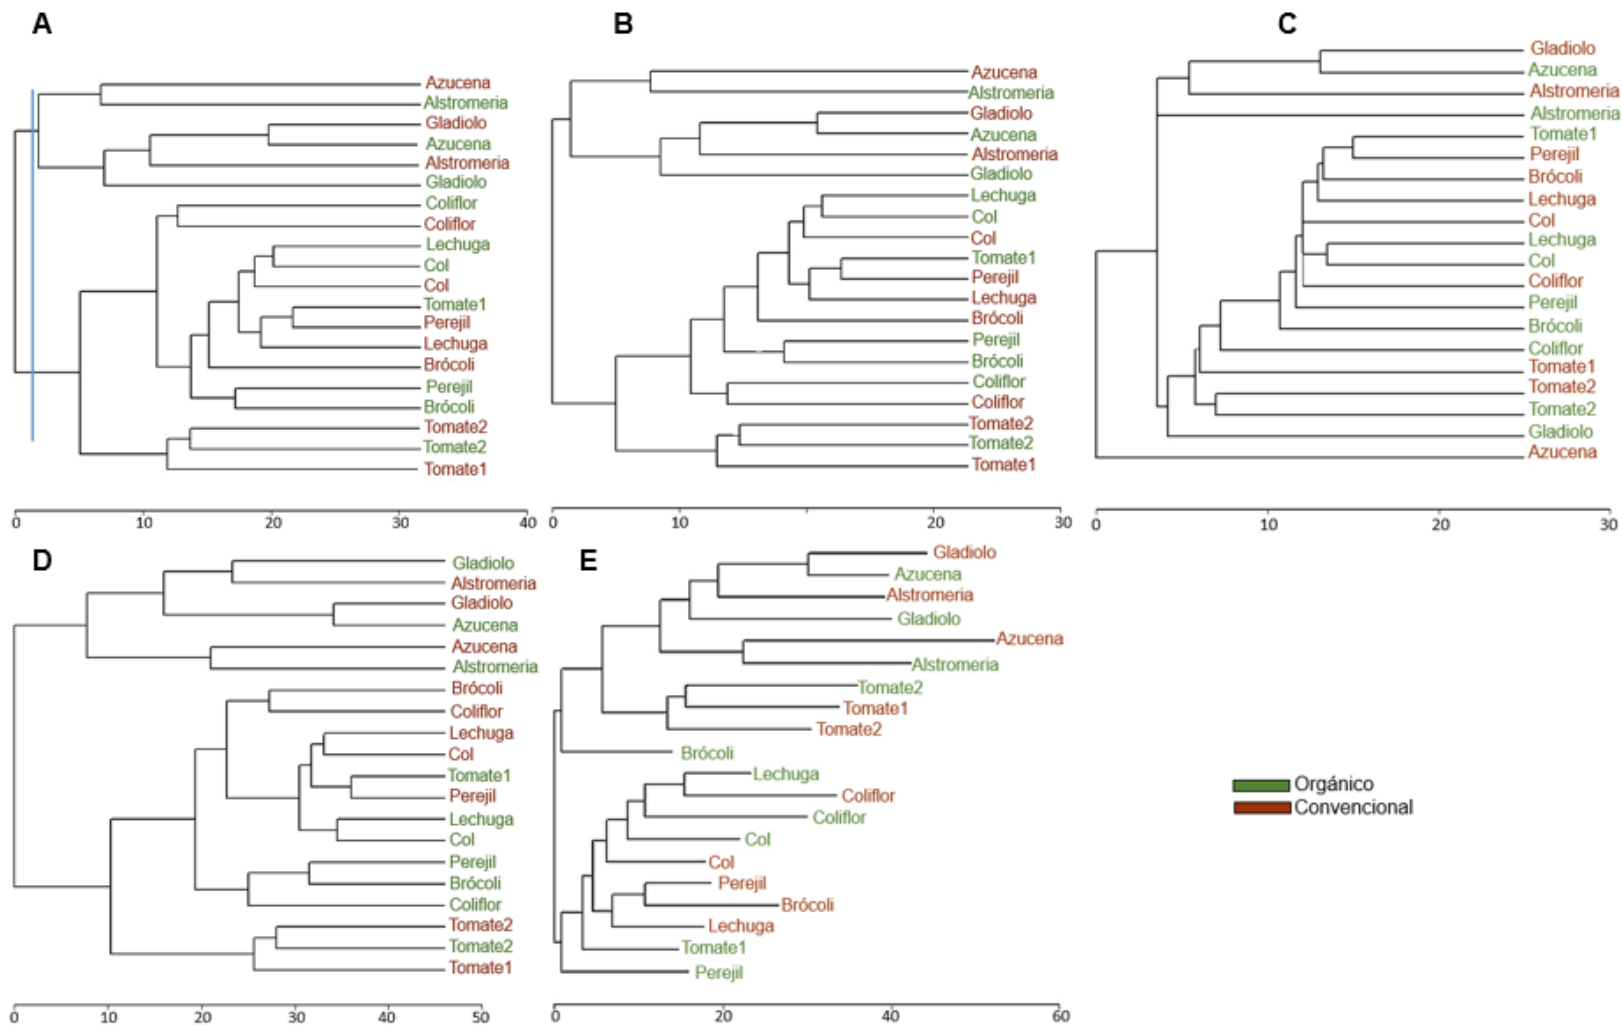 A
Azucena
Alstromeria
Gladiolo
Azucena
Alstromeria
Gladiolo
Coliflor
Coliflor
Lechuga
Col
Col
Tomate1
Perejil
Lechuga
Brócoli
Perejil
Brócoli
Tomate2
Tomate2
Tomate1
0 10 20 30 40
B
Azucena
Alstromeria
Gladiolo
Azucena
Alstromeria
Gladiolo
Lechuga
Col
Col
Tomate1
Perejil
Lechuga
Brócoli
Perejil
Brócoli
Coliflor
Coliflor
Tomate2
Tomate2
Tomate1
0 10 20 30
C
Gladiolo
Azucena
Alstromeria
Alstromeria
Tomate1
Perejil
Brócoli
Lechuga
Col
Lechuga
Col
Coliflor
Perejil
Brócoli
Coliflor
Tomate1
Tomate2
Tomate2
Gladiolo
Azucena
0 10 20 30
D
Gladiolo
Alstromeria
Gladiolo
Azucena
Azucena
Alstromeria
Brócoli
Coliflor
Lechuga
Col
Tomate1
Perejil
Lechuga
Col
Perejil
Brócoli
Coliflor
Tomate2
Tomate2
Tomate1
0 10 20 30 40 50
E
Gladiolo
Azucena
Alstromeria
Gladiolo
Azucena
Alstromeria
Tomate2
Tomate1
Tomate2
Brócoli
Lechuga
Coliflor
Coliflor
Col
Col
Perejil
Brócoli
Lechuga
Tomate1
Perejil
0 20 40 60
Orgánico
Convencional